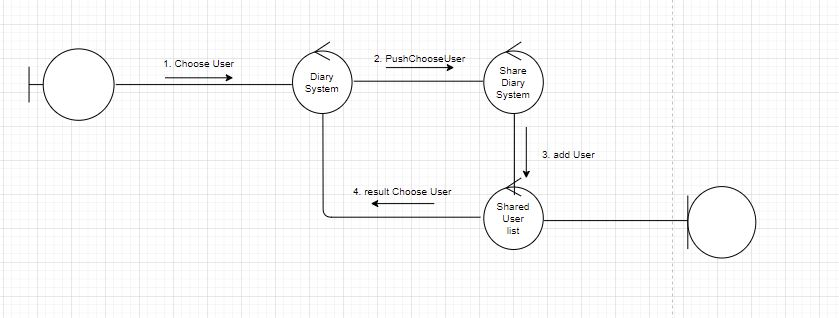 1. Choose User
2. PushChooseUser
Diary
System
Share
Diary
System
3. add User
4. result Choose User
Shared
User
list